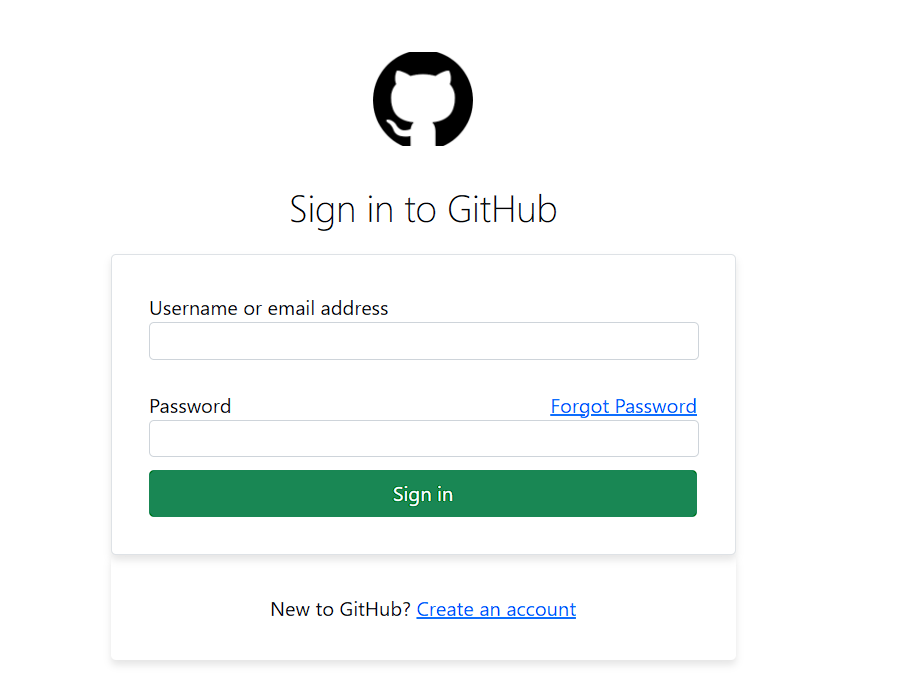 Sign in to GitHub
Username or email address
Password Forgot Password
Sign in
New to GitHub? Create an account